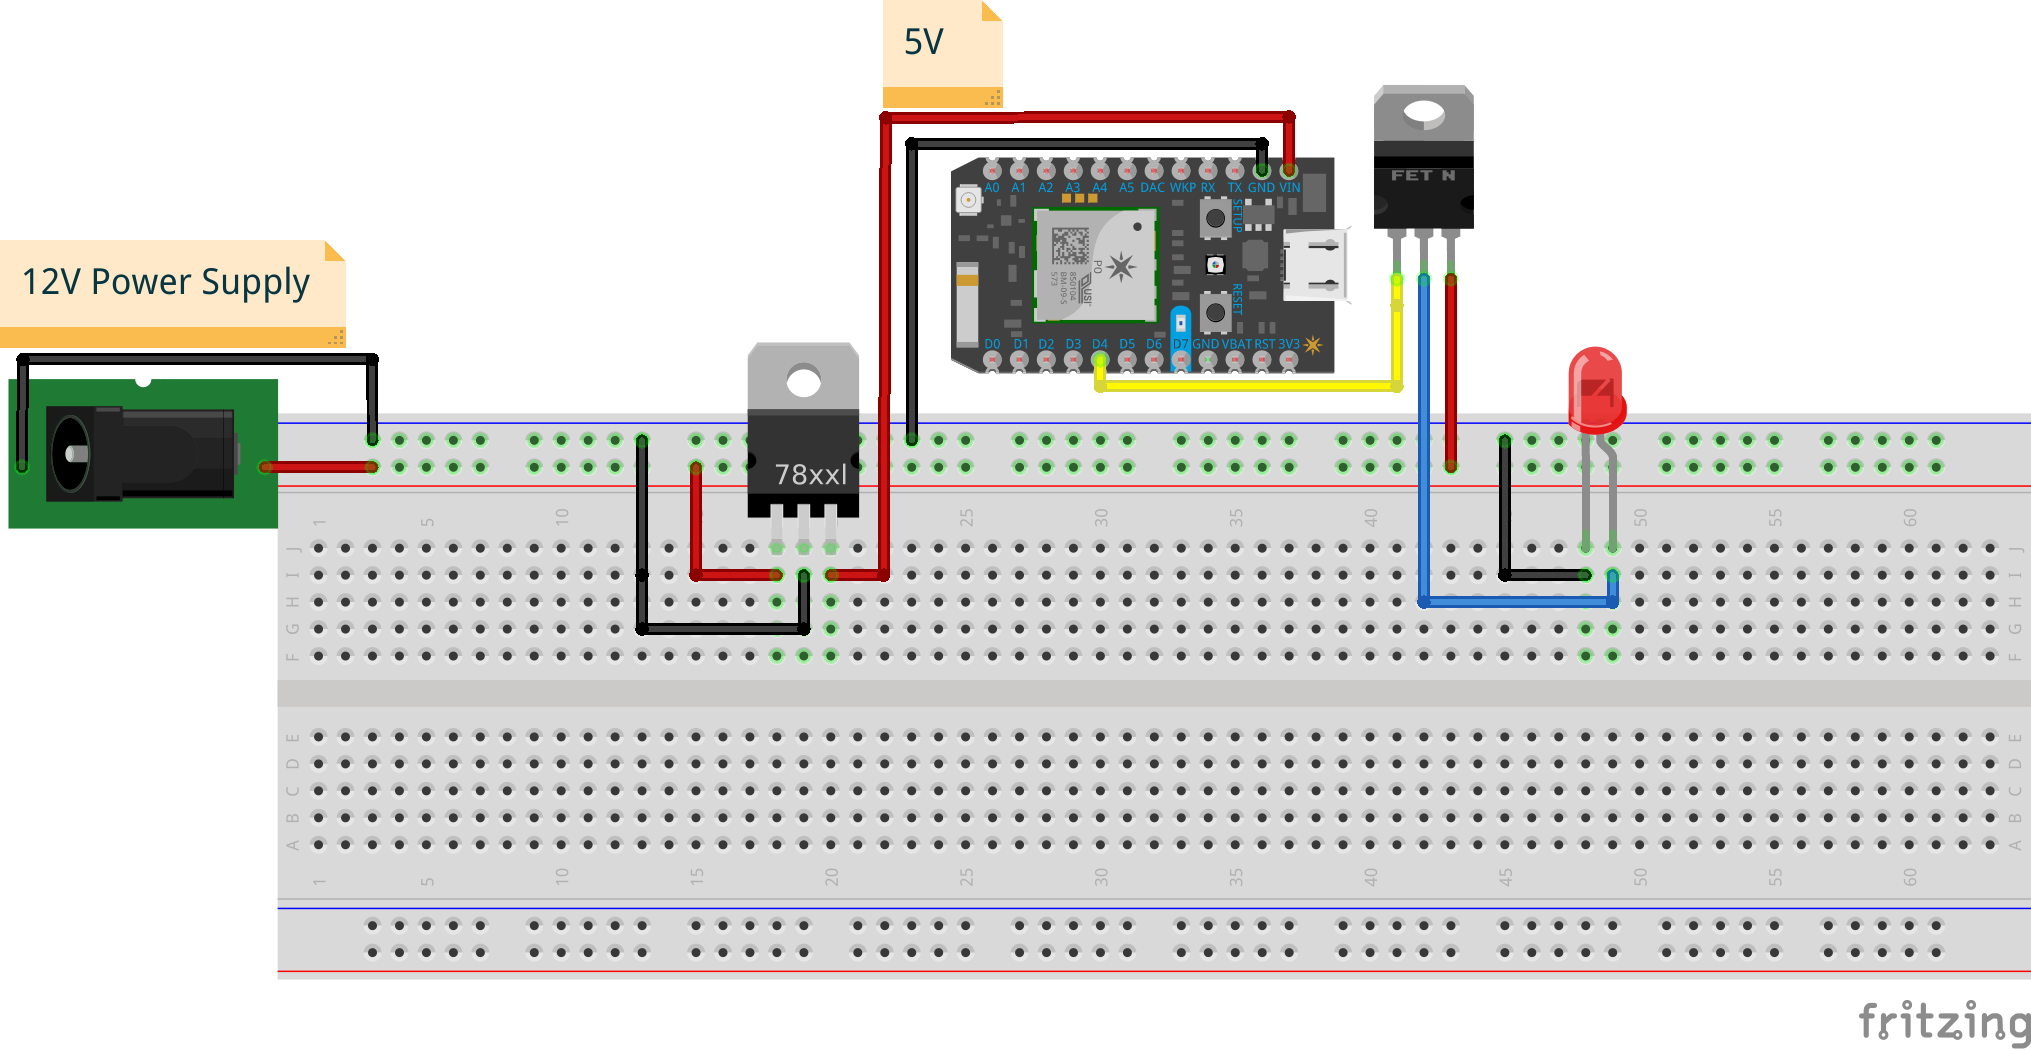 5V
12V Power Supply
FET N
A0 A1 A2 A3 A4 A5 DAC WKP RX TX GND VIN
SETUP
P0
RESET
D0 D1 D2 D3 D4 D5 D6 D7 GND VBAT RST 3V3
78xxl
1 5 10 25 30 35 40 50 55 60
J J
I I
H H
G G
F F
E E
D D
C C
B B
A A
1 5 10 15 20 25 30 35 40 45 50 55 60
fritzing